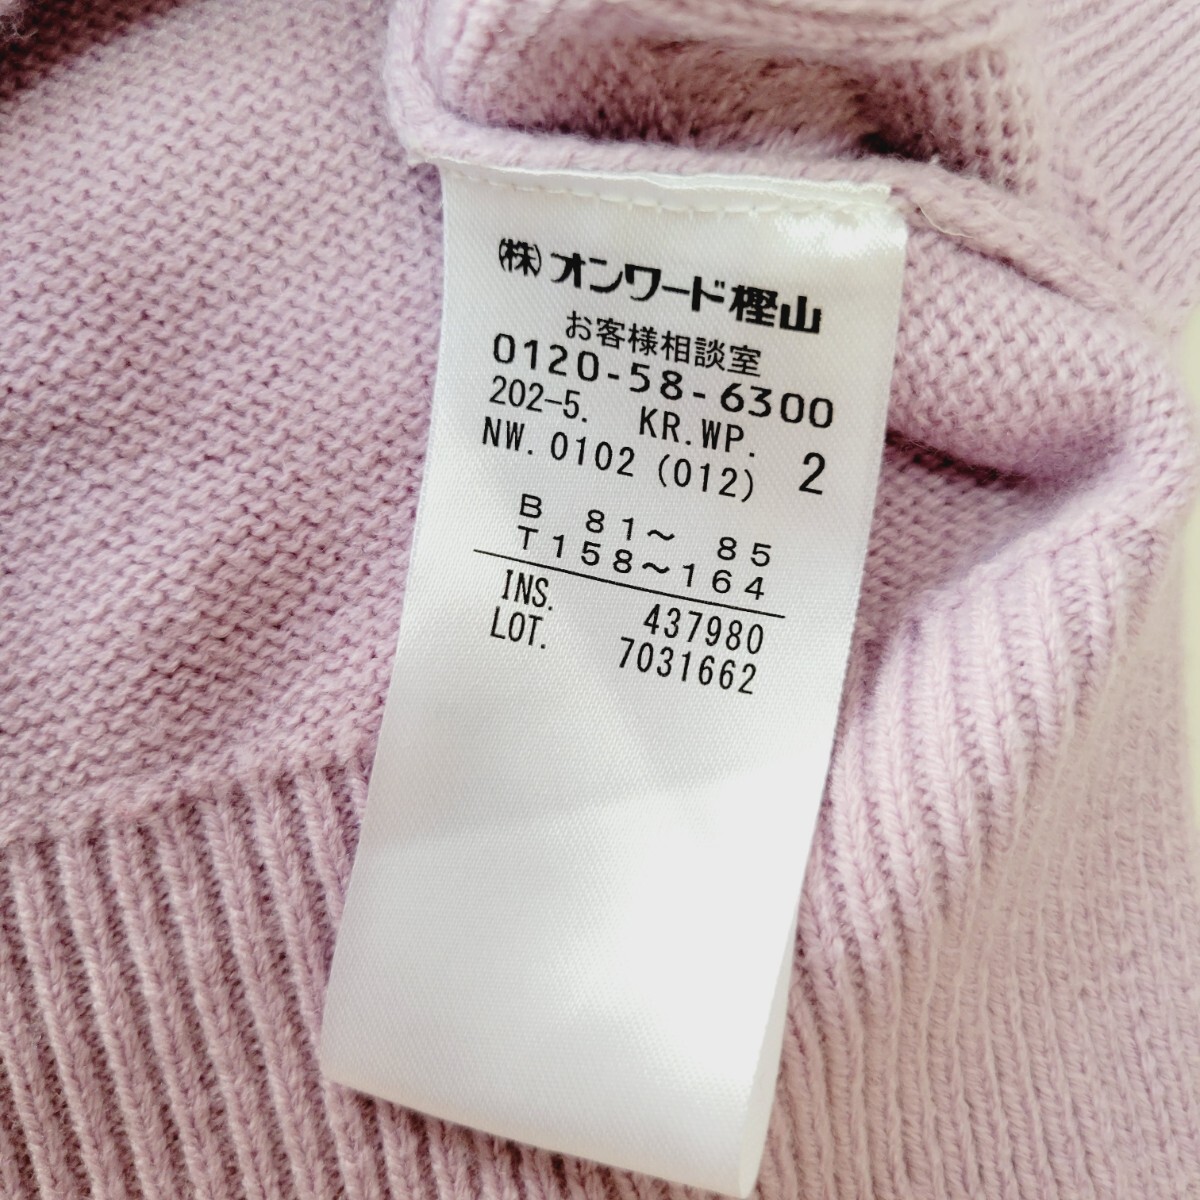 ㈱オンワード樫山
お客様相談室
0120-58-6300
202-5. KR.WP. 2
NW.0102 (012)
B 81～ 85
T158～164
INS. 437980
LOT. 7031662